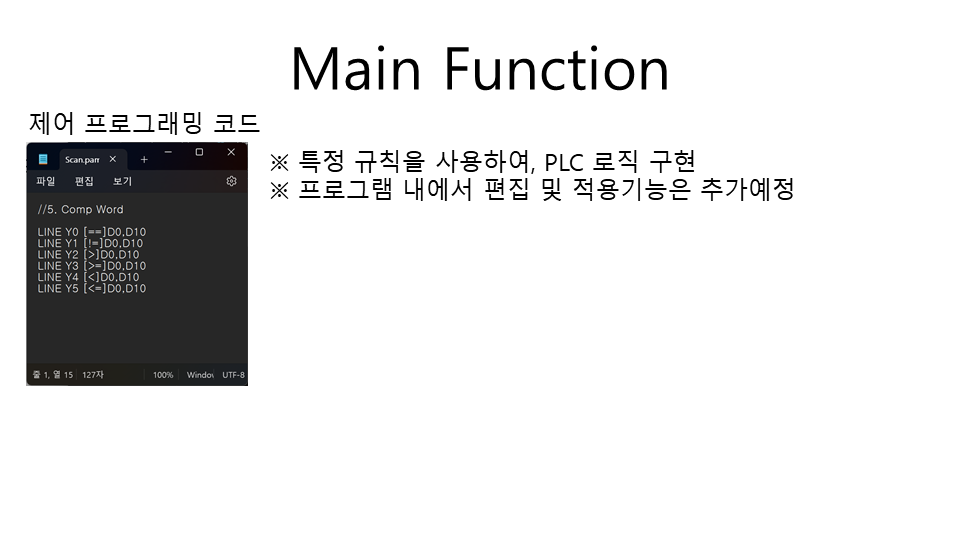 Main Function
제어 프로그래밍 코드
※ 특정 규칙을 사용하여, PLC 로직 구현
※ 프로그램 내에서 편집 및 적용기능은 추가예정
Scan.parr
파일 편집 보기
//5. Comp Word
LINE Y0 [==]D0,D10
LINE Y1 [!=]D0,D10
LINE Y2 [>]D0,D10
LINE Y3 [>=]D0,D10
LINE Y4 [<]D0,D10
LINE Y5 [<=]D0,D10
줄 1, 열 15 127자 100% Windov UTF-8